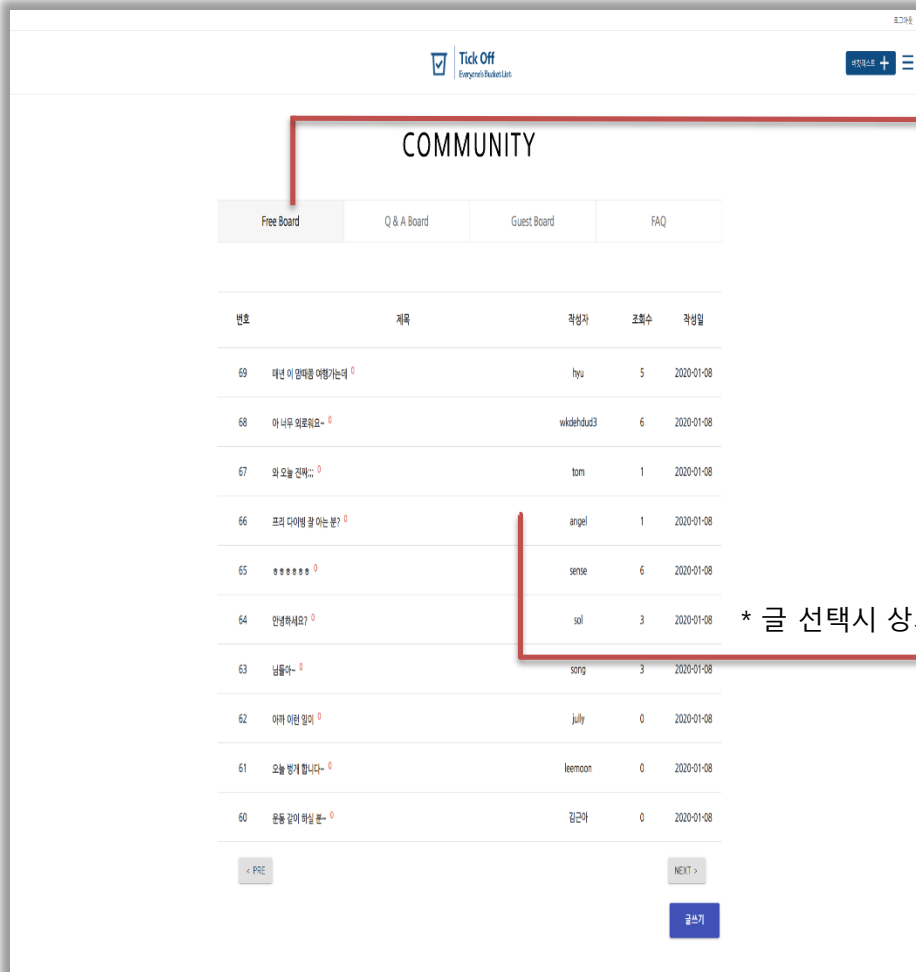 로그아웃
Tick Off
Everyone's Bucket List
버킷리스트 +
COMMUNITY
Free Board Q & A Board Guest Board FAQ
번호 제목 작성자 조회수 작성일
69 매년 이 맘때쯤 여행가는데 0 hyu 5 2020-01-08
68 아 너무 외로워요~ 0 wkdehdud3 6 2020-01-08
67 와 오늘 진짜;;; 0 tom 1 2020-01-08
66 프리 다이빙 잘 아는 분? 0 angel 1 2020-01-08
65 ㅎㅎㅎㅎㅎㅎ 0 sense 6 2020-01-08
64 안녕하세요? 0 sol 3 2020-01-08
* 글 선택시 상
63 님들아~ 0 song 3 2020-01-08
62 아까 이런 일이 0 jully 0 2020-01-08
61 오늘 벙개 합니다~ 0 leemoon 0 2020-01-08
60 운동 같이 하실 분~ 0 김근아 0 2020-01-08
< PRE NEXT >
글쓰기